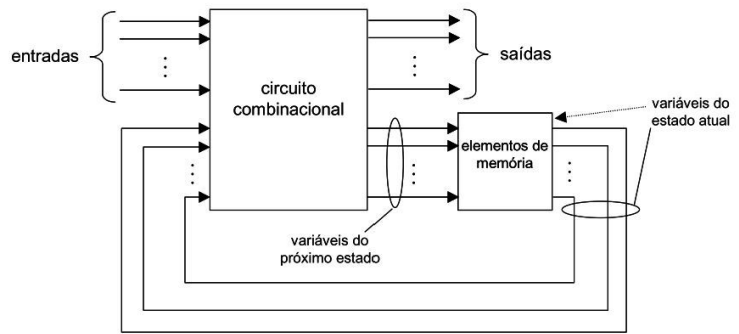 entradas
circuito
combinacional
saídas
elementos de
memória
variáveis do
estado atual
variáveis do
próximo estado